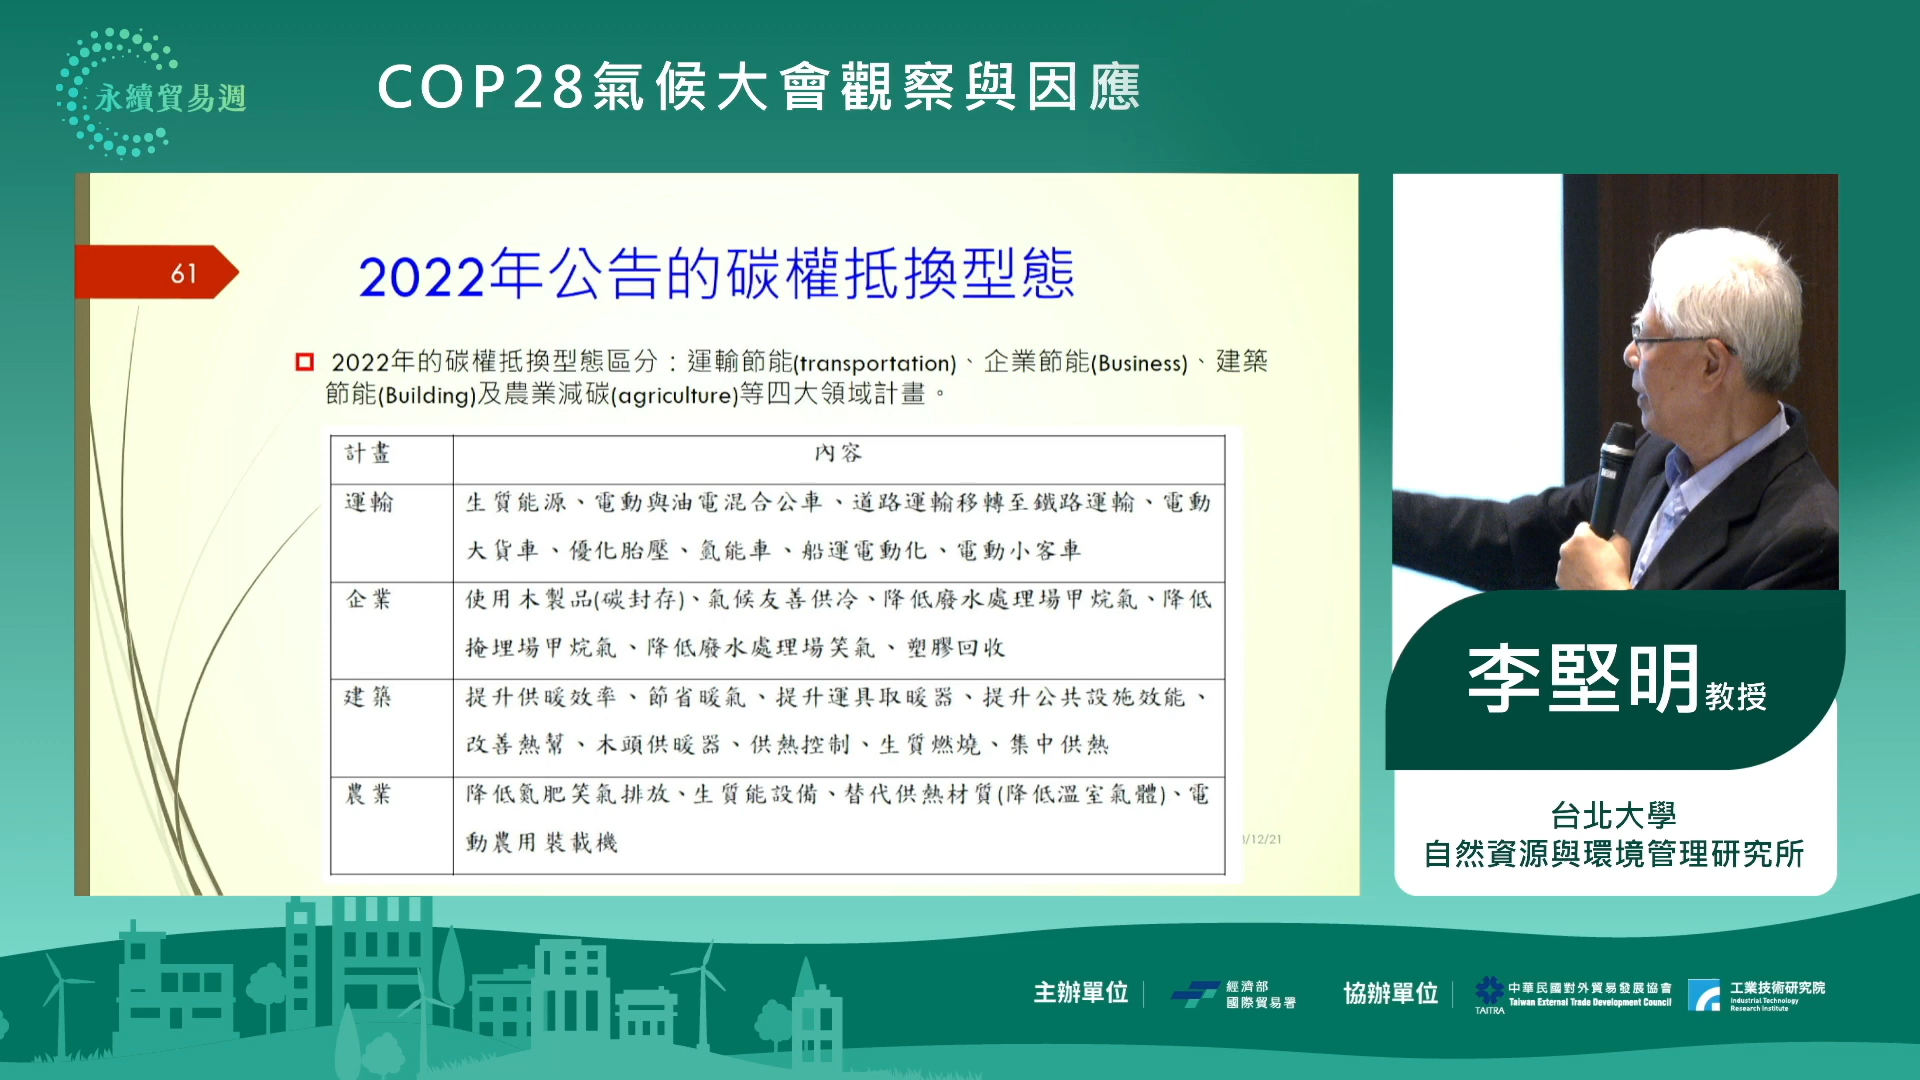 永續貿易週
COP28氣候大會觀察與因應
61
2022年公告的碳權抵換型態
2022年的碳權抵換型態區分：運輸節能(transportation)、企業節能(Business)、建築
節能(Building)及農業減碳(agriculture)等四大領域計畫。
計畫 內容
運輸 生質能源、電動與油電混合公車、道路運輸移轉至鐵路運輸、電動
大貨車、優化胎壓、氫能車、船運電動化、電動小客車
企業 使用木製品(碳封存)、氣候友善供冷、降低廢水處理場甲烷氣、降低
掩埋場甲烷氣、降低廢水處理場笑氣、塑膠回收
建築 提升供暖效率、節省暖氣、提升運具取暖器、提升公共設施效能、
改善熱幫、木頭供暖器、供熱控制、生質燃燒、集中供熱
農業 降低氮肥笑氣排放、生質能設備、替代供熱材質(降低溫室氣體)、電
動農用裝載機
/12/21
李堅明教授
台北大學
自然資源與環境管理研究所
主辦單位
經濟部
國際貿易署
協辦單位
TAITRA
中華民國對外貿易發展協會
Taiwan External Trade Development Council
工業技術研究院
Industrial Technology
Research Institute